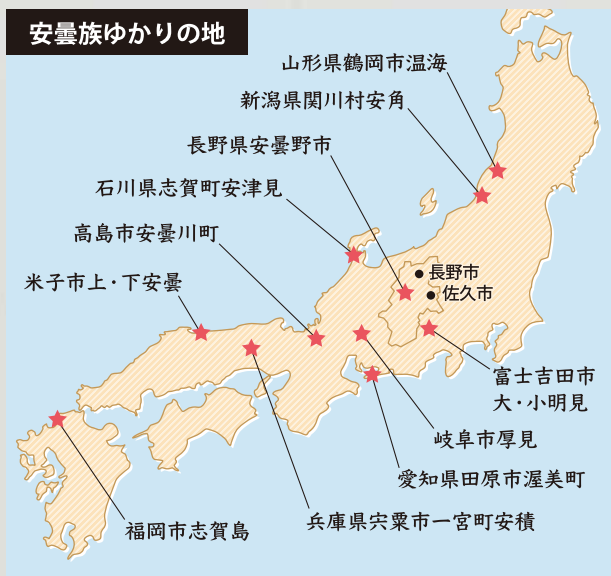 安曇族ゆかりの地
山形県鶴岡市温海
新潟県関川村安角
長野県安曇野市
石川県志賀町安津見
高島市安曇川町
米子市上・下安曇
長野市
佐久市
富士吉田市
大・小明見
岐阜市厚見
愛知県田原市渥美町
兵庫県宍粟市一宮町安積
福岡市志賀島